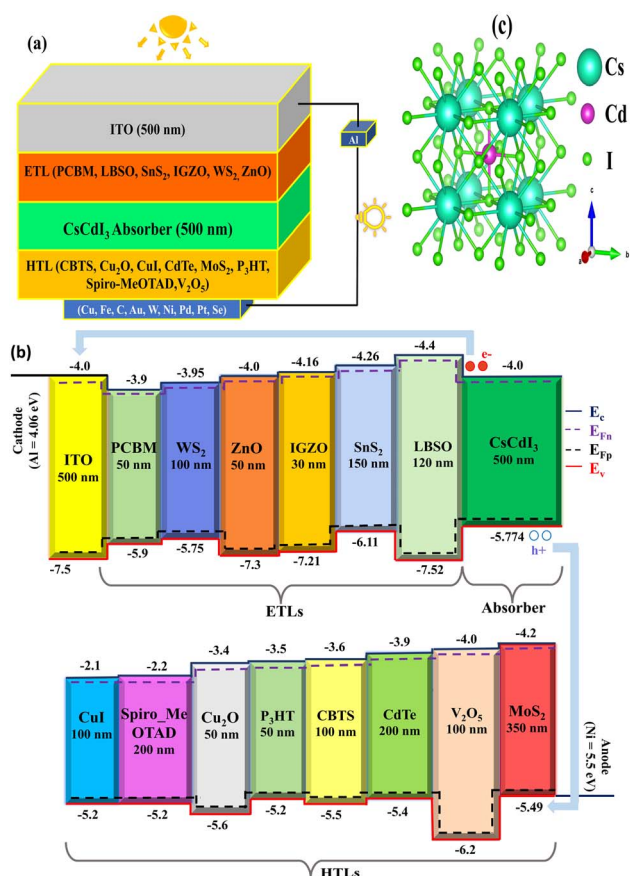 (a)
ITO (500 nm)
ETL (PCBM, LBSO, SnS₂, IGZO, WS₂, ZnO)
CsCdI₃ Absorber (500 nm)
HTL (CBTS, Cu₂O, CuI, CdTe, MoS₂, P₃HT,
Spiro-MeOTAD,V₂O₅)
(Cu, Fe, C, Au, W, Ni, Pd, Pt, Se)
Al
(c)
Cs
Cd
I
c
a
b
(b)
-4.0
-3.9
-3.95
-4.0
-4.16
-4.26
-4.4
e-
-4.0
Cathode
(Al = 4.06 eV)
ITO
500 nm
PCBM
50 nm
WS₂
100 nm
ZnO
50 nm
IGZO
30 nm
SnS₂
150 nm
LBSO
120 nm
CsCdI₃
500 nm
E_c
E_Fn
E_Fp
E_v
-7.5
-5.9
-5.75
-7.3
-7.21
-6.11
-7.52
-5.774
h+
ETLs
Absorber
-2.1
-2.2
-3.4
-3.5
-3.6
-3.9
-4.0
-4.2
CuI
100 nm
Spiro_Me
OTAD
200 nm
Cu₂O
50 nm
P₃HT
50 nm
CBTS
100 nm
CdTe
200 nm
V₂O₅
100 nm
MoS₂
350 nm
Anode
(Ni = 5.5 eV)
-5.2
-5.2
-5.6
-5.2
-5.5
-5.4
-6.2
-5.49
HTLs